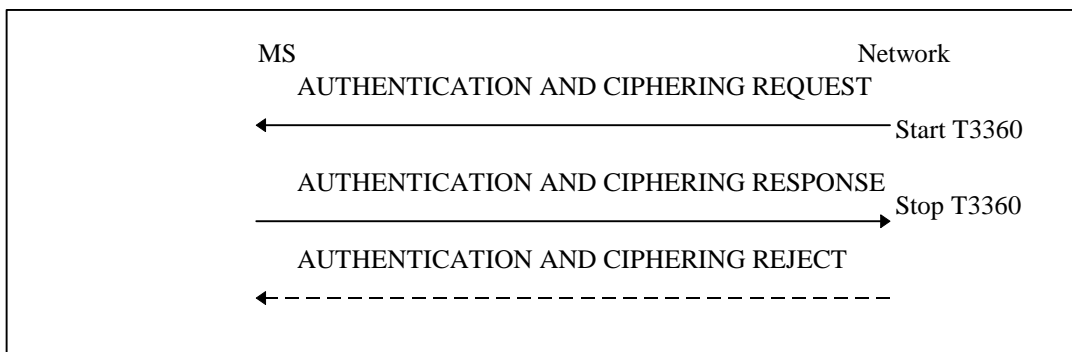 MS Network
AUTHENTICATION AND CIPHERING REQUEST
Start T3360
AUTHENTICATION AND CIPHERING RESPONSE
Stop T3360
AUTHENTICATION AND CIPHERING REJECT